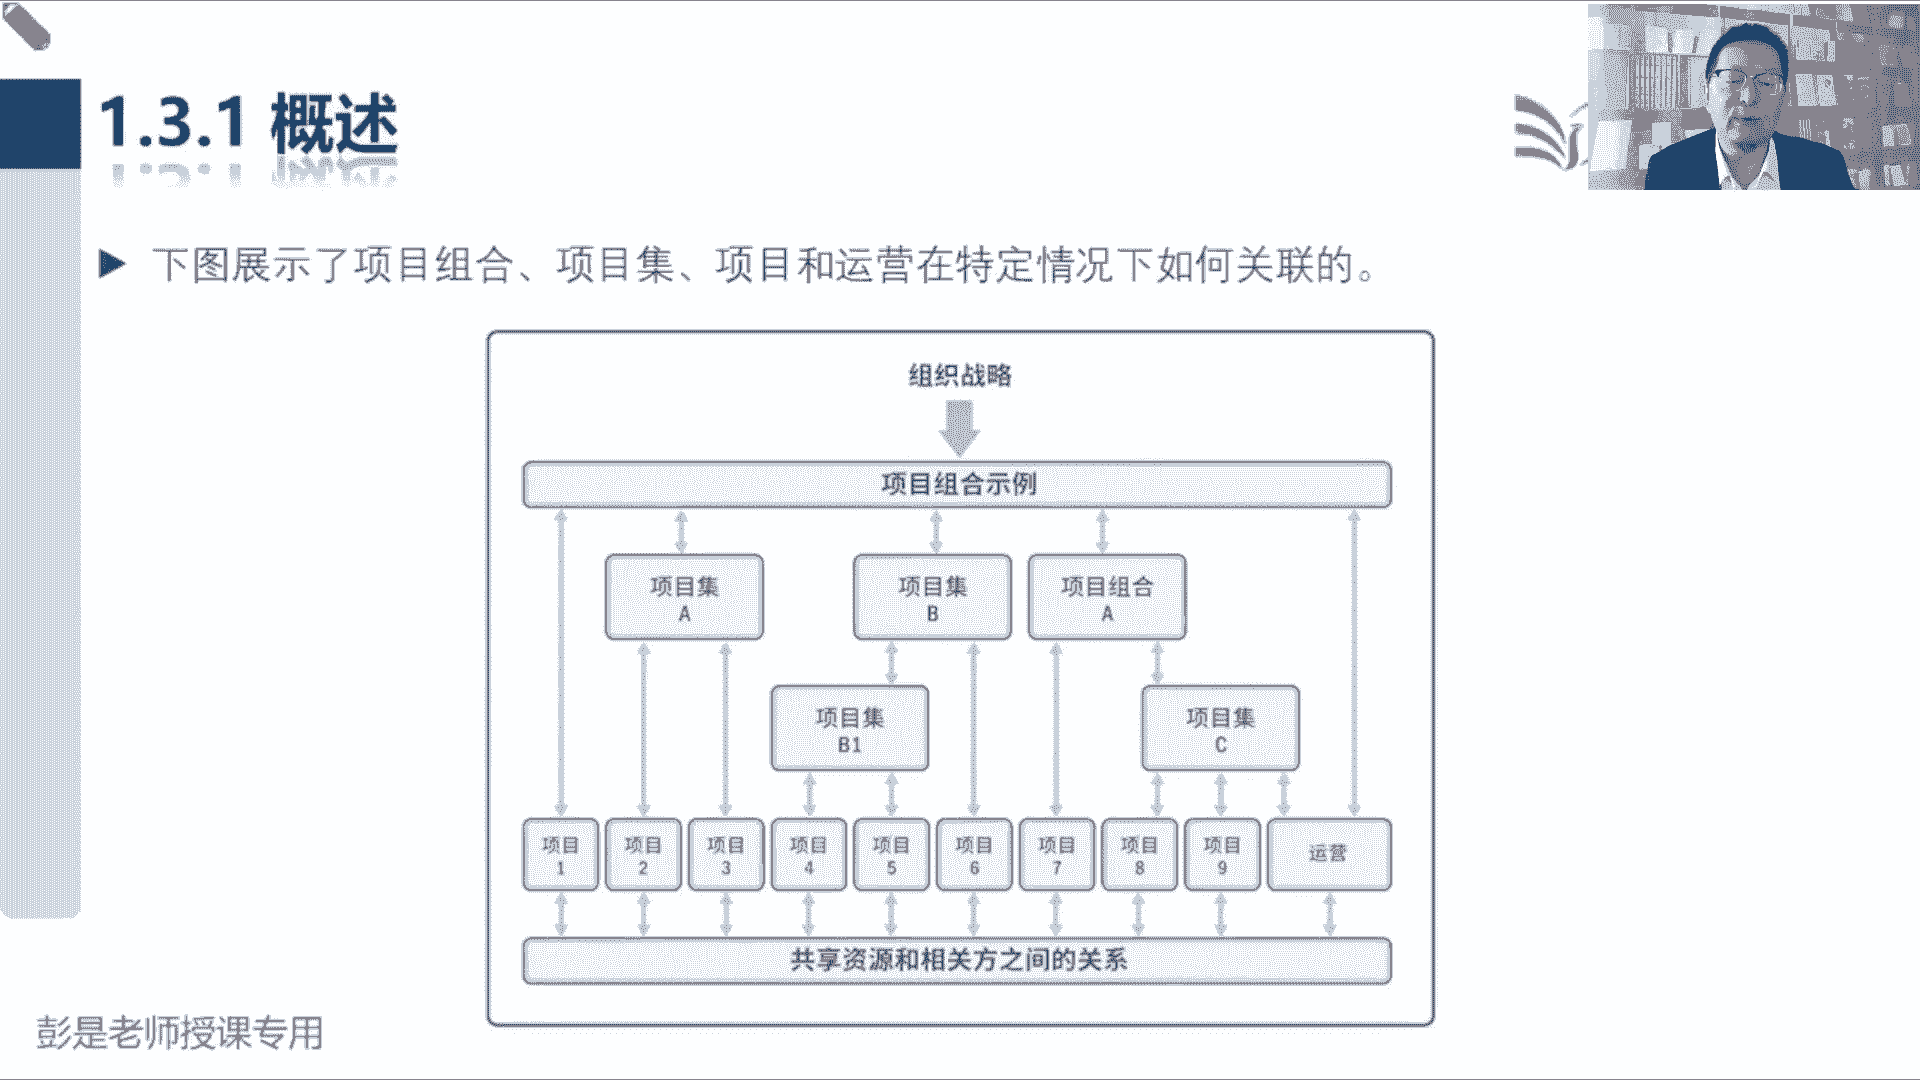 1.3.1 概述
下图展示了项目组合、项目集、项目和运营在特定情况下如何关联的。
组织战略
项目组合示例
项目集
A
项目集
B
项目组合
A
项目集
B1
项目集
C
项目
1
项目
2
项目
3
项目
4
项目
5
项目
6
项目
7
项目
8
项目
9
运营
共享资源和相关方之间的关系
彭是老师授课专用